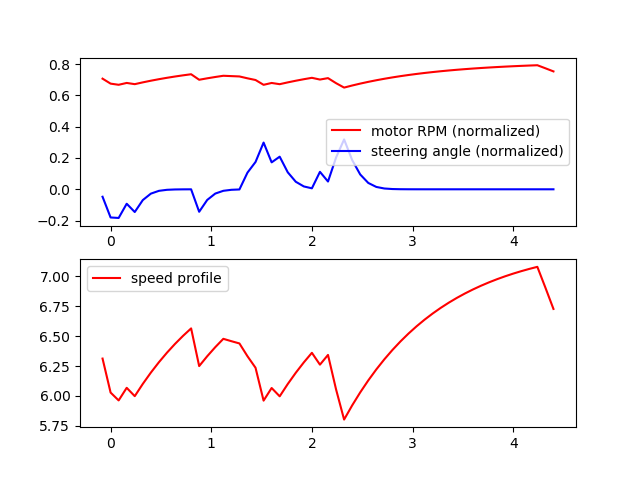 0.8
0.6
0.4
0.2
0.0
−0.2
motor RPM (normalized)
steering angle (normalized)
0 1 2 3 4
7.00
6.75
6.50
6.25
6.00
5.75
speed profile
0 1 2 3 4